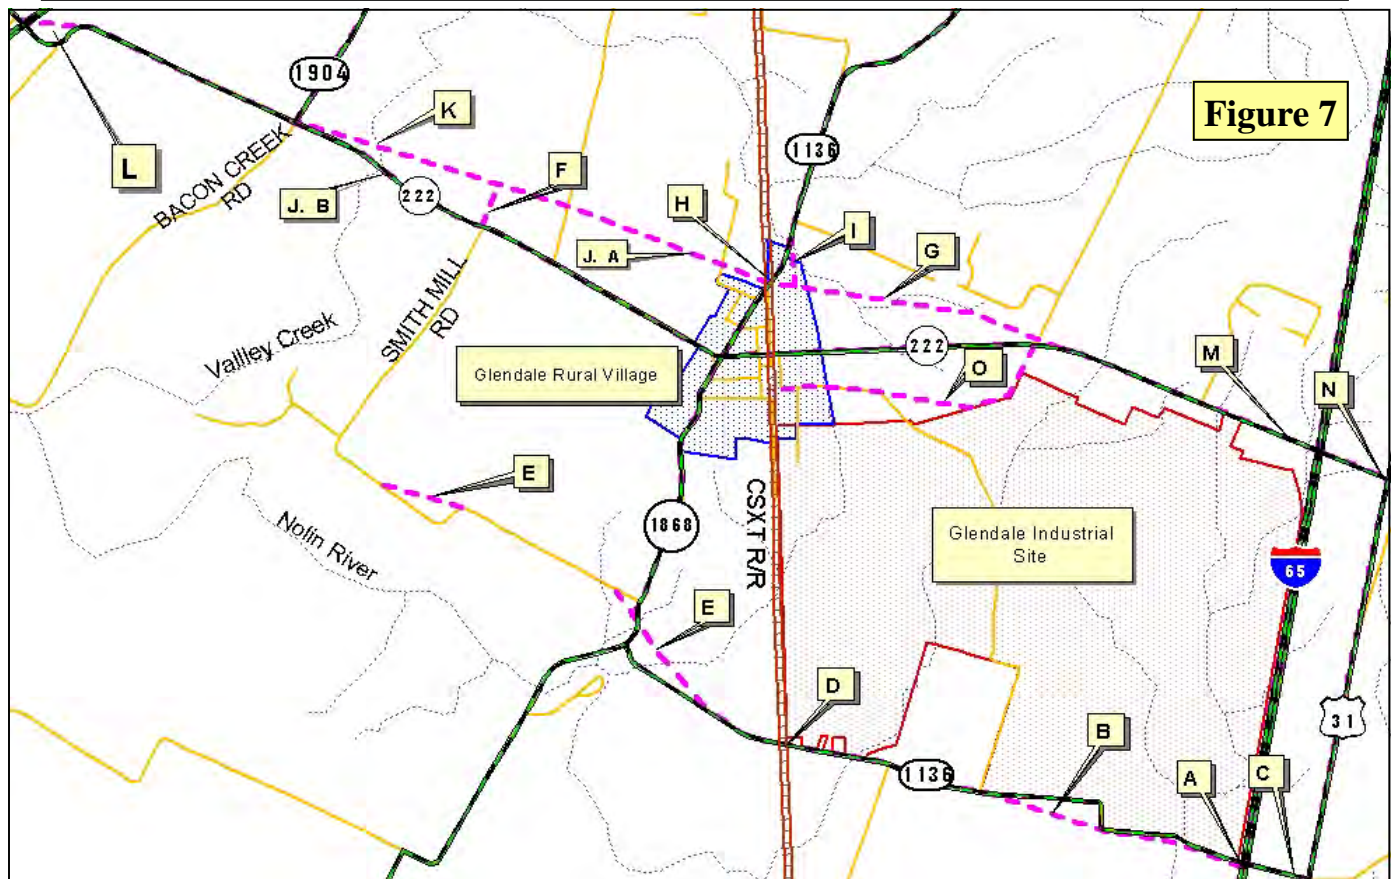 Figure 7
1904
K
L
BACON CREEK
RD
J. B
222
F
1136
H
I
J. A
G
SMITH MILL
RD
Vallley Creek
Glendale Rural Village
222
O
M
N
E
Nolin River
1868
CSXT R/R
Glendale Industrial
Site
65
E
D
31
B
1136
A
C